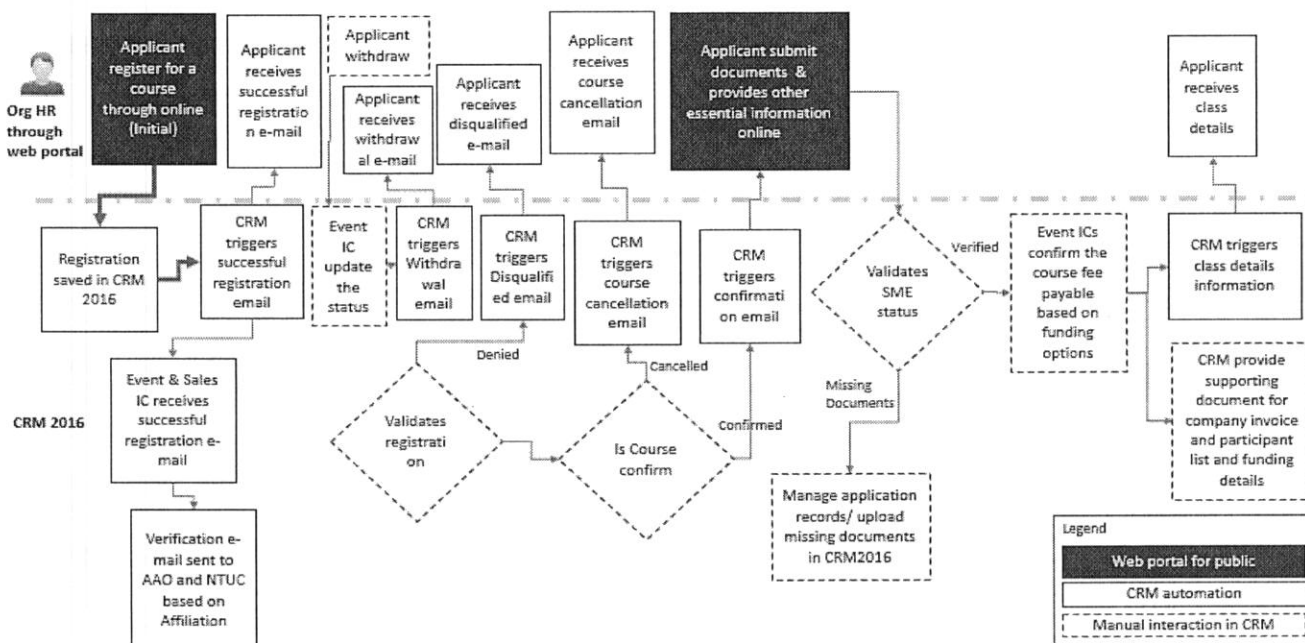 Org HR
through
web portal
Applicant
register for a
course
through online
(Initial)
Applicant
receives
successful
registratio
n e-mail
Applicant
withdraw
Applicant
receives
withdraw
al e-mail
Applicant
receives
disqualified
e-mail
Applicant
receives
course
cancellation
email
Applicant submit
documents &
provides other
essential information
online
Applicant
receives
class
details
Registration
saved in CRM
2016
CRM
triggers
successful
registration
email
Event
IC
update
the
status
CRM
triggers
Withdra
wal
email
CRM
triggers
Disqualifi
ed email
CRM
triggers
course
cancellation
email
CRM
triggers
confirmati
on email
Validates
SME
status
Verified
Event ICs
confirm the
course fee
payable
based on
funding
options
CRM triggers
class details
information
Denied
Cancelled
CRM 2016
Event & Sales
IC receives
successful
registration e-
mail
Validates
registrati
on
Is Course
confirm
Confirmed
Missing
Documents
CRM provide
supporting
document for
company invoice
and participant
list and funding
details
Manage application
records/ upload
missing documents
in CRM2016
Verification e-
mail sent to
AAO and NTUC
based on
Affiliation
Legend
Web portal for public
CRM automation
Manual interaction in CRM